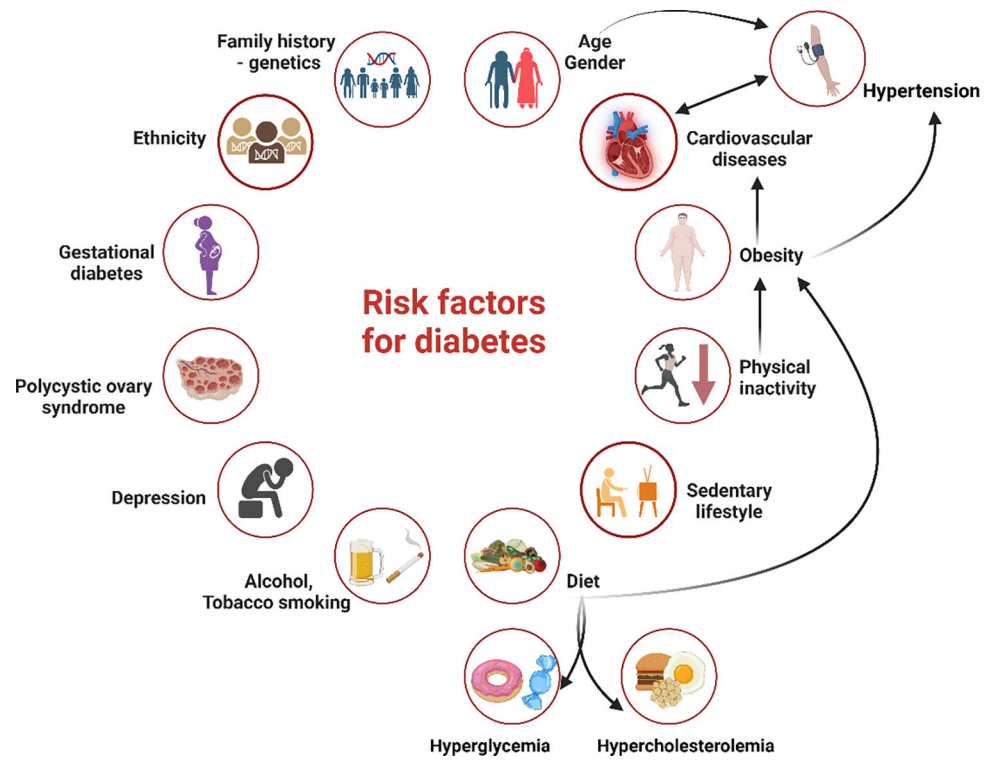 Family history
- genetics
Age
Gender
Hypertension
Ethnicity
Cardiovascular
diseases
Gestational
diabetes
Obesity
Risk factors
for diabetes
Physical
inactivity
Polycystic ovary
syndrome
Depression
Sedentary
lifestyle
Alcohol,
Tobacco smoking
Diet
Hyperglycemia
Hypercholesterolemia